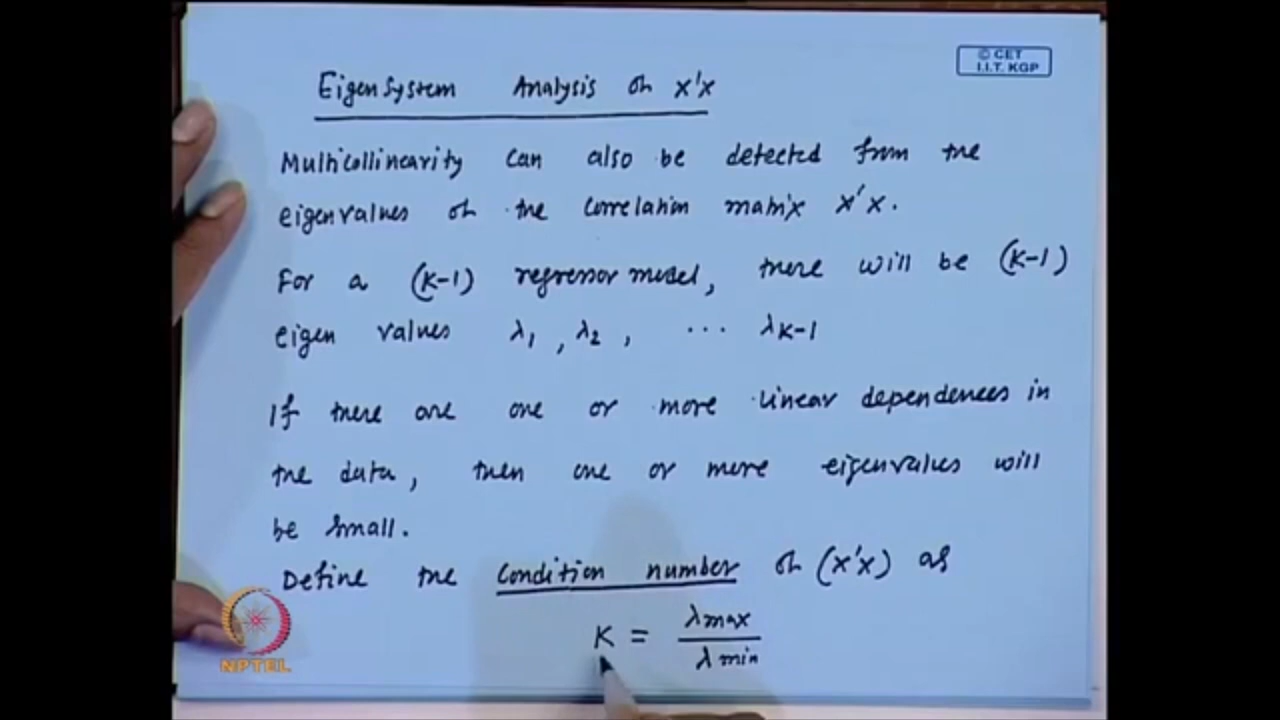 © CET
I.I.T. KGP
EigenSystem Analysis of X'X
Multicollinearity can also be detected from the
eigenvalues of the correlation matrix X'X.
For a (K-1) regressor model, there will be (K-1)
eigen values λ1, λ2, ... λK-1
If there are one or more linear dependences in
the data, then one or more eigenvalues will
be small.
Define the condition number of (X'X) as
K = λmax / λmin
NPTEL